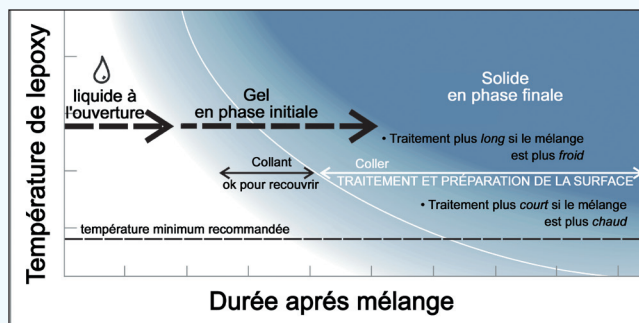 Température de lepoxy
liquide à
l'ouverture
Gel
en phase initiale
Solide
en phase finale
• Traitement plus long si le mélange
est plus froid
Collant
ok pour recouvrir
Coller
TRAITEMENT ET PRÉPARATION DE LA SURFACE
• Traitement plus court si le mélange
est plus chaud
température minimum recommandée
Durée aprés mélange